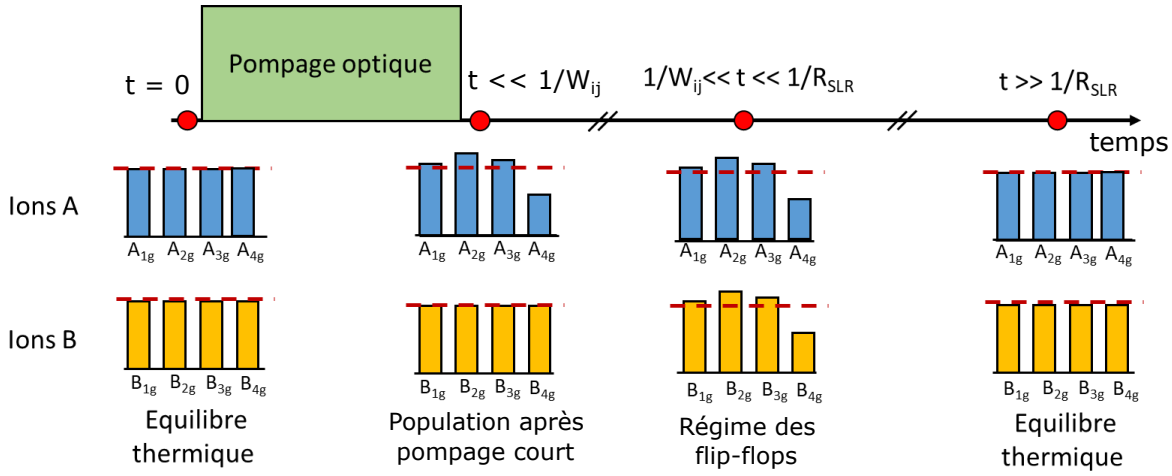 Pompage optique
t = 0
t << 1/Wij
1/Wij<< t << 1/RSLR
t >> 1/RSLR
temps
Ions A
A1g A2g A3g A4g
A1g A2g A3g A4g
A1g A2g A3g A4g
A1g A2g A3g A4g
Ions B
B1g B2g B3g B4g
B1g B2g B3g B4g
B1g B2g B3g B4g
B1g B2g B3g B4g
Equilibre
thermique
Population après
pompage court
Régime des
flip-flops
Equilibre
thermique